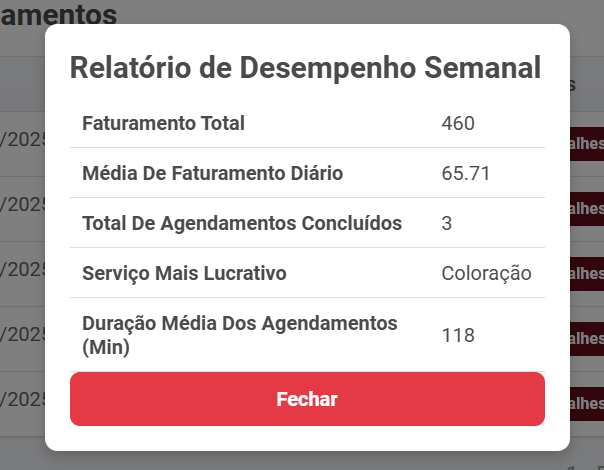 amentos
Relatório de Desempenho Semanal
s
Faturamento Total 460
/2025 alhes
Média De Faturamento Diário 65.71
/2025 alhes
Total De Agendamentos Concluídos 3
/2025 alhes
Serviço Mais Lucrativo Coloração
Duração Média Dos Agendamentos
(Min) 118
/2025 alhes
Fechar
/2025 alhes